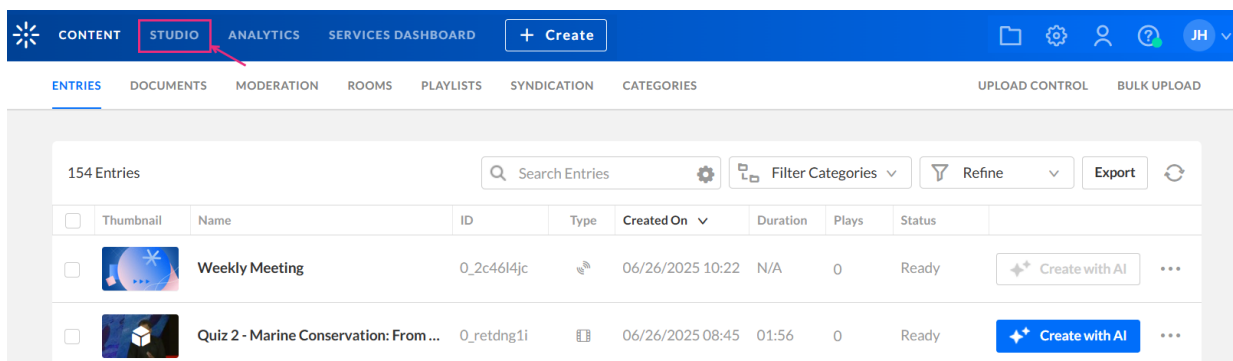 CONTENT STUDIO ANALYTICS SERVICES DASHBOARD + Create JH
ENTRIES DOCUMENTS MODERATION ROOMS PLAYLISTS SYNDICATION CATEGORIES UPLOAD CONTROL BULK UPLOAD
154 Entries Search Entries Filter Categories Refine Export
Thumbnail Name ID Type Created On Duration Plays Status
Weekly Meeting 0_2c46l4jc 06/26/2025 10:22 N/A 0 Ready Create with AI
Quiz 2 - Marine Conservation: From ... 0_retdng1i 06/26/2025 08:45 01:56 0 Ready Create with AI